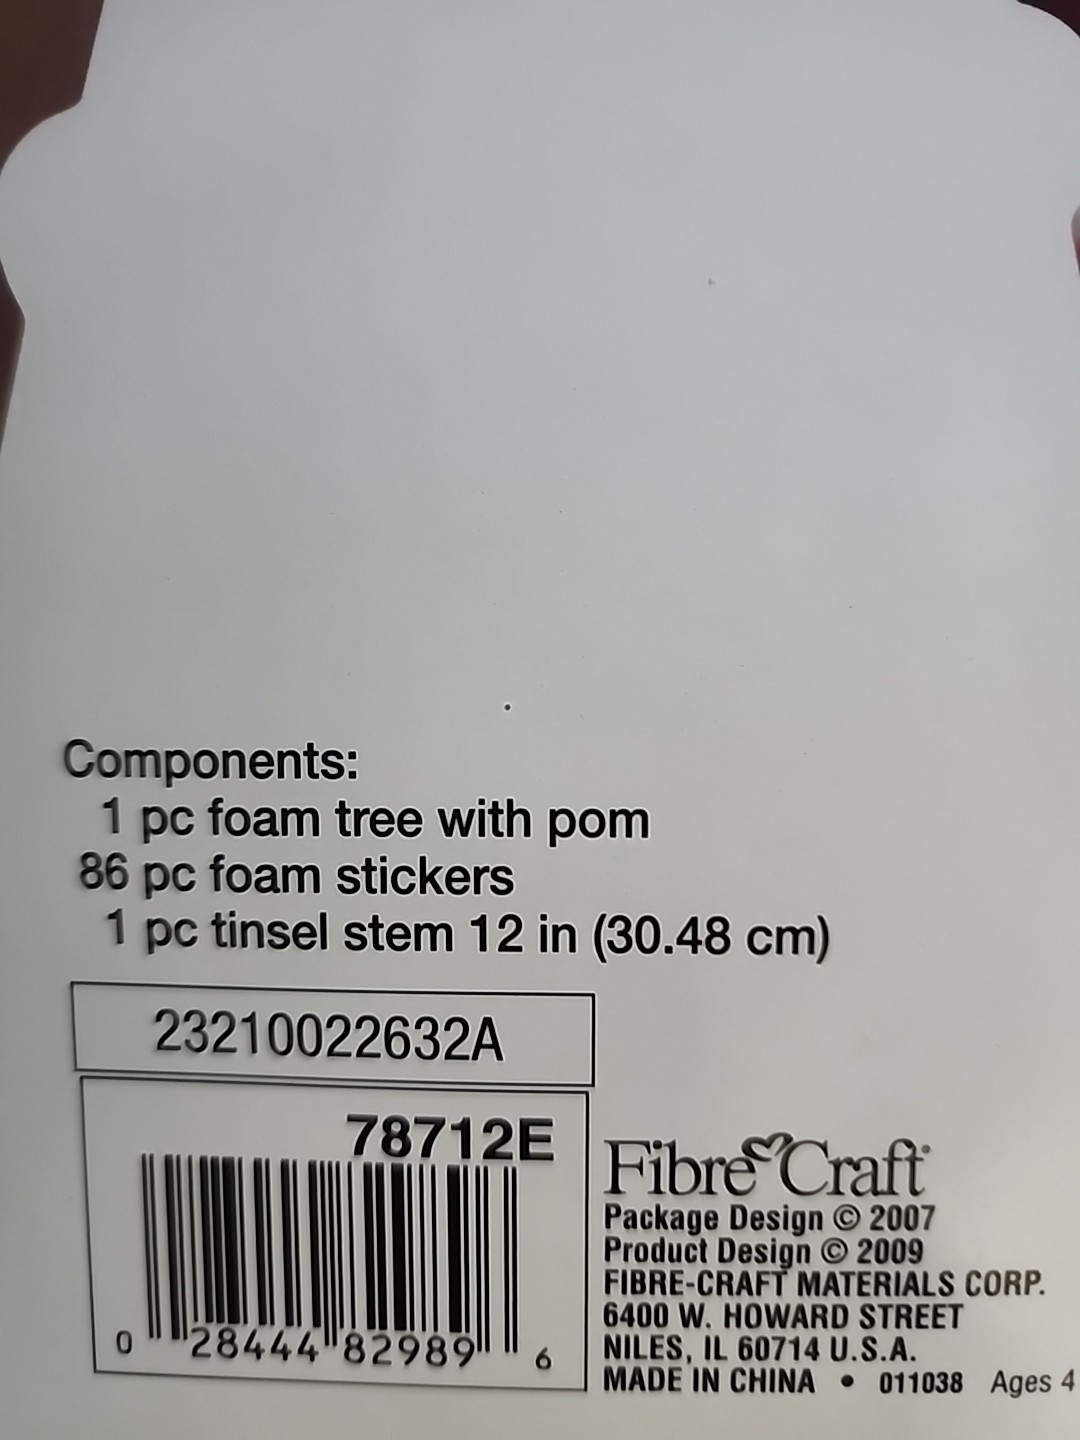 Components:
1 pc foam tree with pom
86 pc foam stickers
1 pc tinsel stem 12 in (30.48 cm)
23210022632A
78712E
0 28444 82989 6
Fibre Craft
Package Design © 2007
Product Design © 2009
FIBRE-CRAFT MATERIALS CORP.
6400 W. HOWARD STREET
NILES, IL 60714 U.S.A.
MADE IN CHINA • 011038 Ages 4